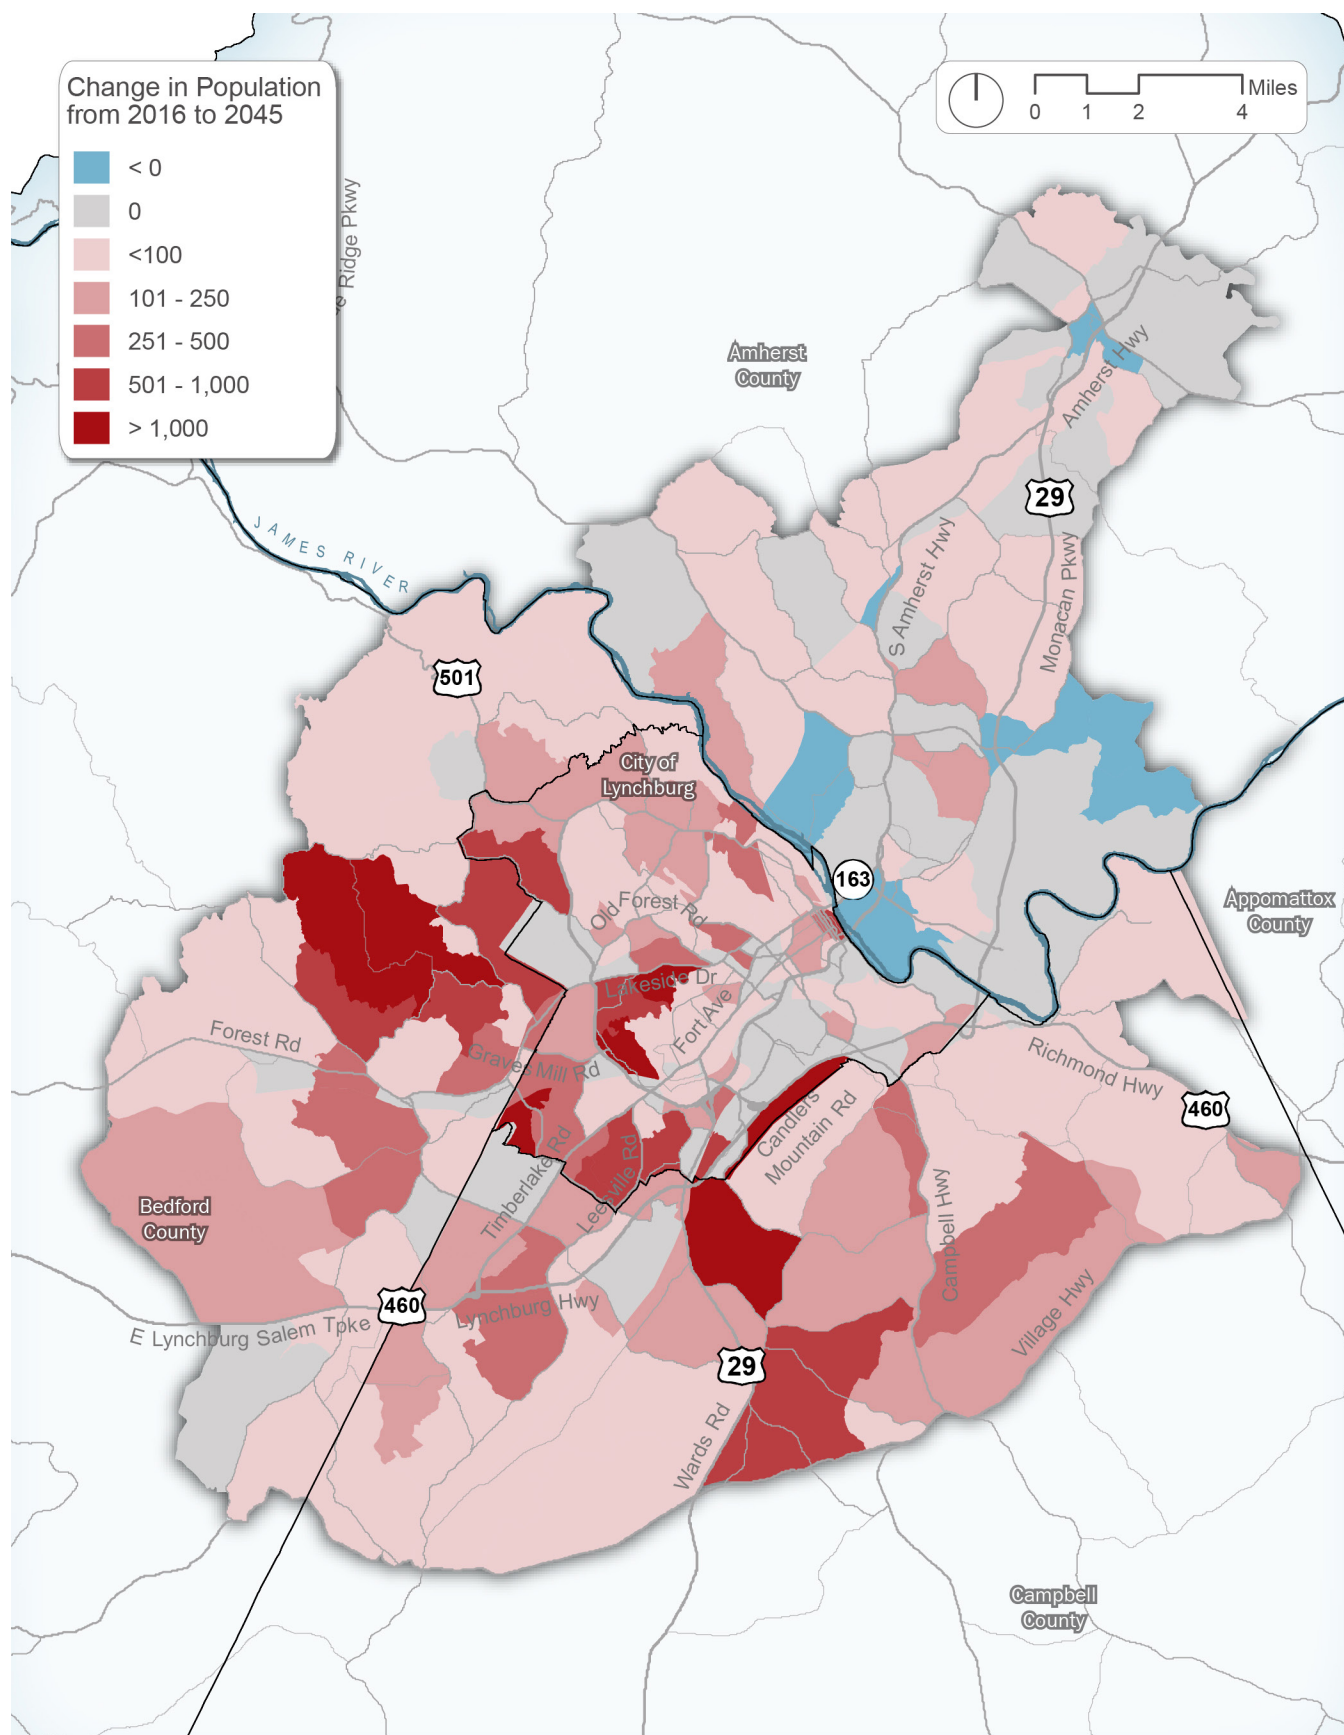 Change in Population
from 2016 to 2045
< 0
0
<100
101 - 250
251 - 500
501 - 1,000
> 1,000
Miles
0 1 2 4
Ridge Pkwy
Amherst
County
Amherst Hwy
29
JAMES RIVER
S Amherst Hwy
Monacan Pkwy
501
City of
Lynchburg
163
Appomattox
County
Old Forest Rd
Lakeside Dr
Fort Ave
Forest Rd
Graves Mill Rd
Richmond Hwy
460
Candlers
Mountain Rd
Timberlake Rd
Leesville Rd
Campbell Hwy
Bedford
County
460
Lynchburg Hwy
E Lynchburg Salem Tpke
Village Hwy
29
Wards Rd
Campbell
County